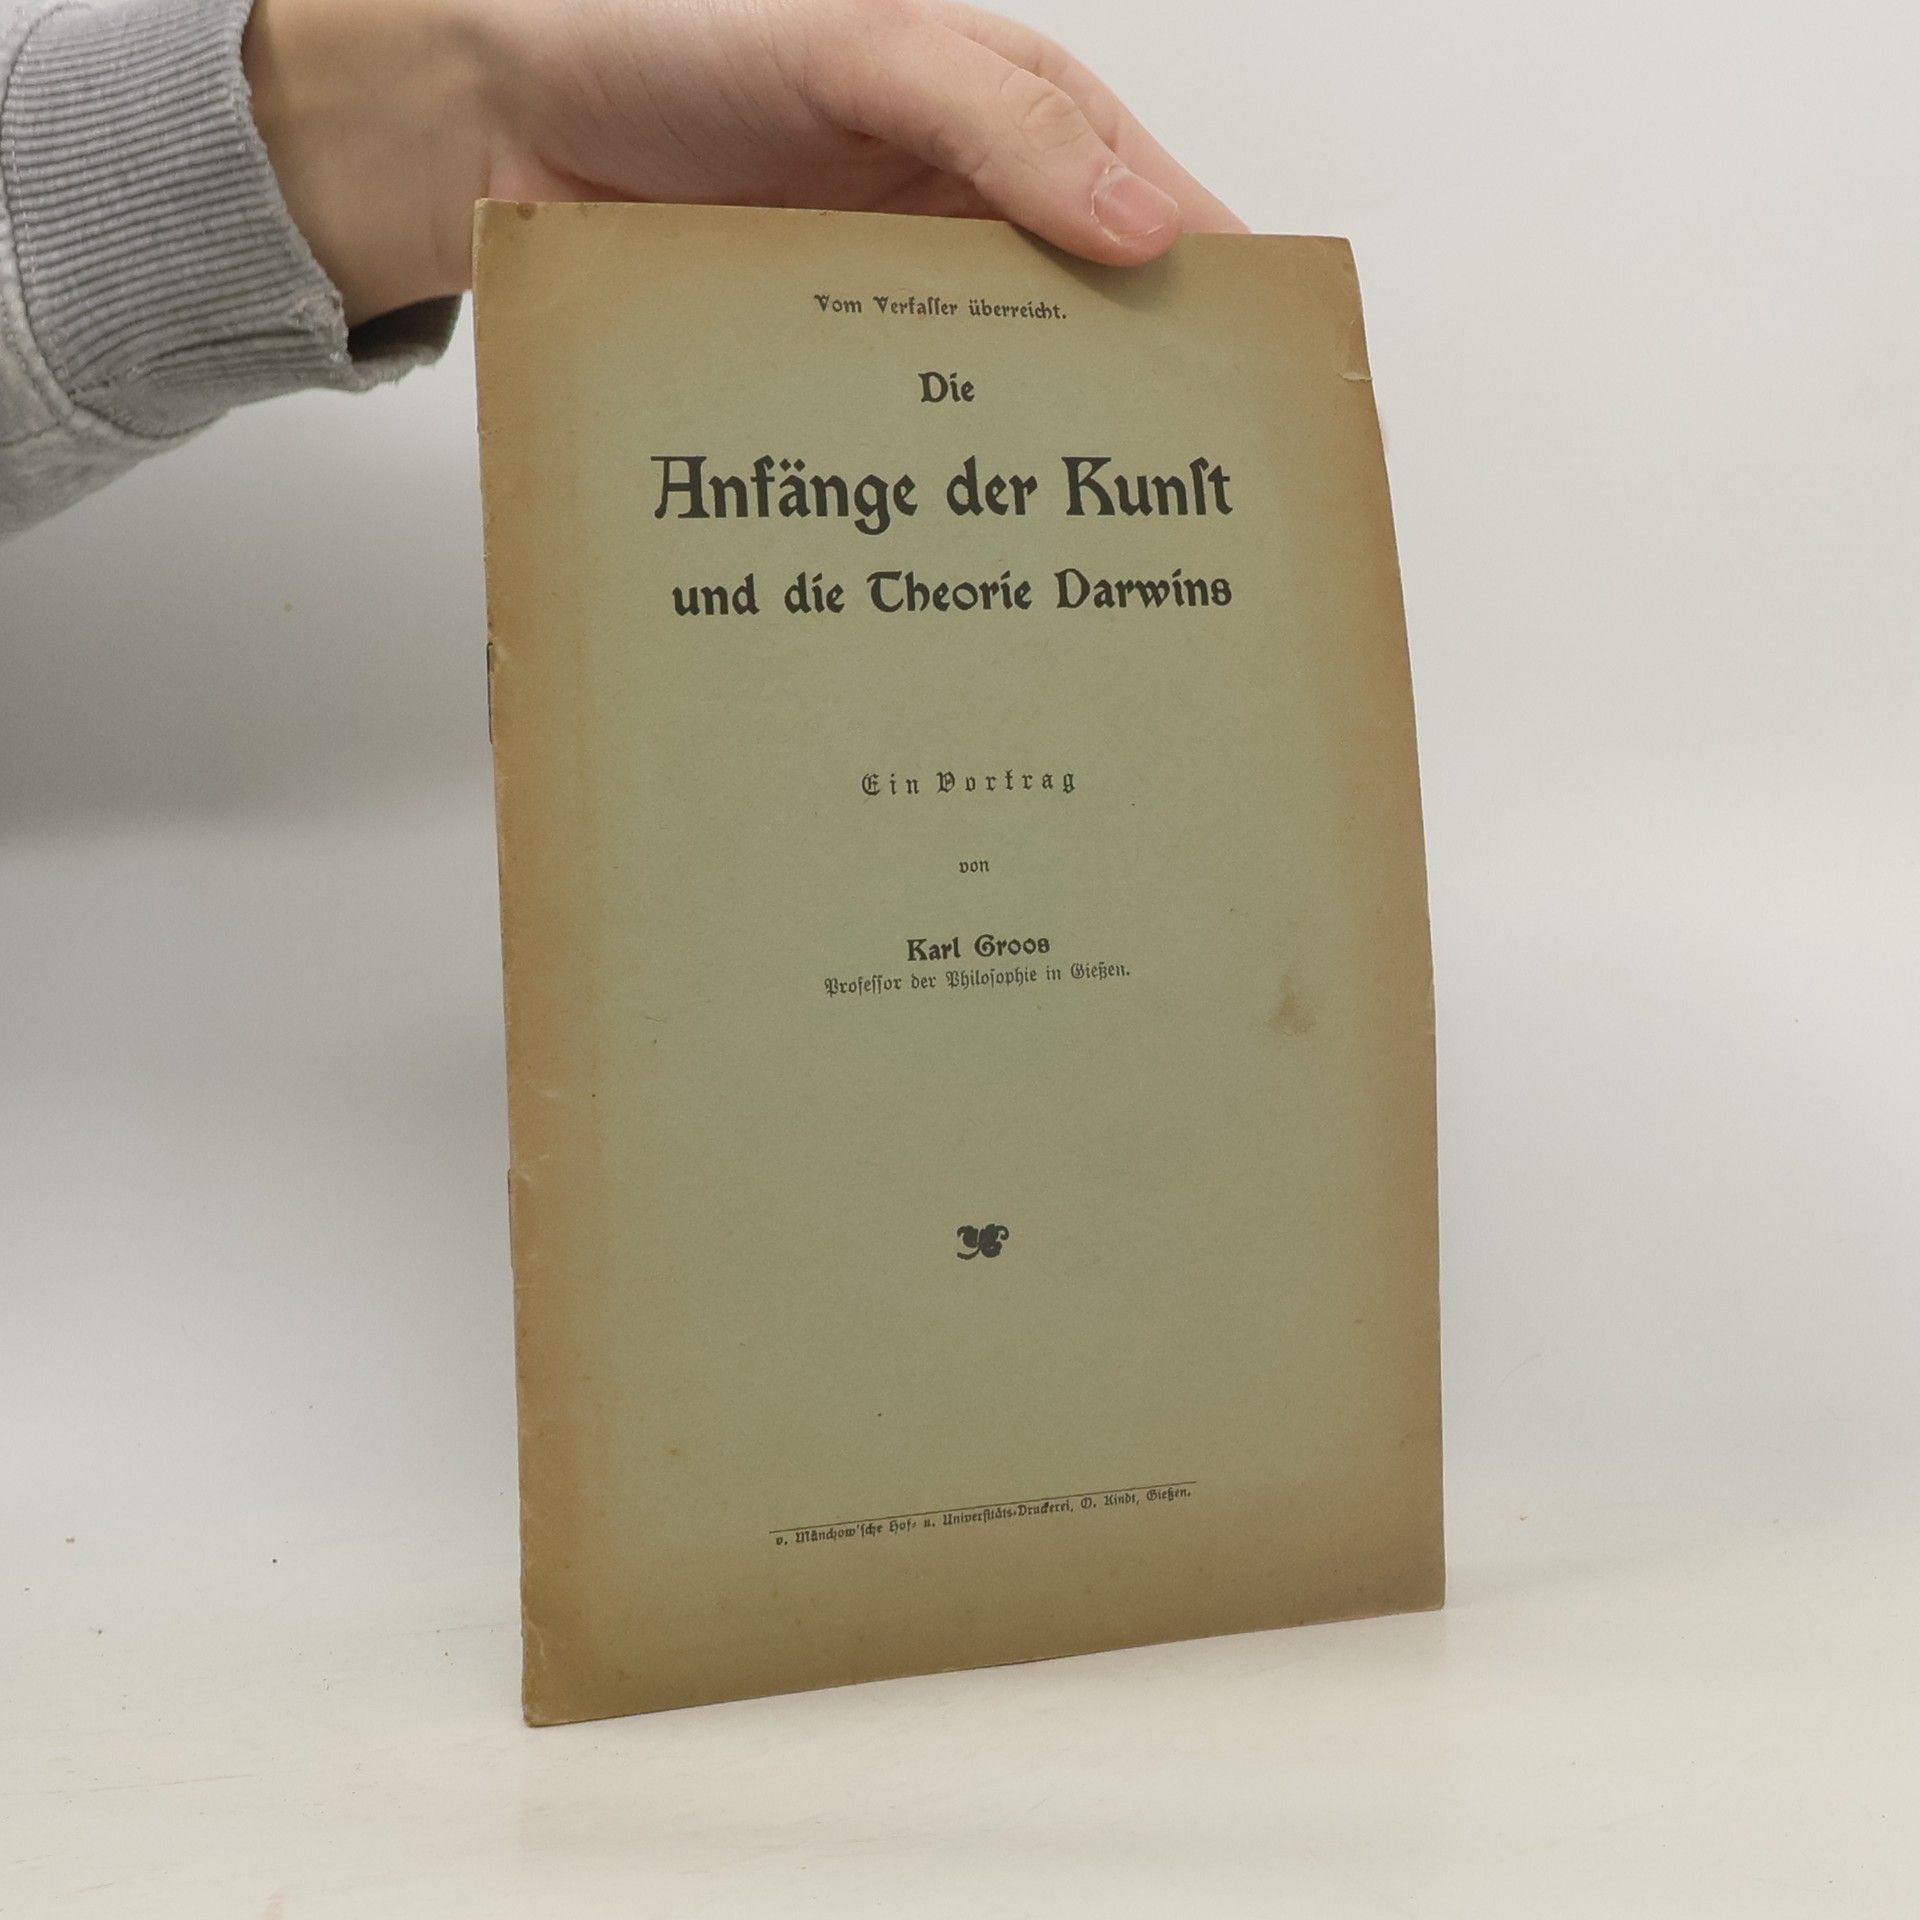 Vom Verfasser überreicht.
Die
Anfänge der Kunst
und die Theorie Darwins
Ein Vortrag
von
Karl Groos
Professor der Philosophie in Gießen.
v. Münchow'sche Hof- u. Universitäts-Druckerei, O. Kindt, Gießen.